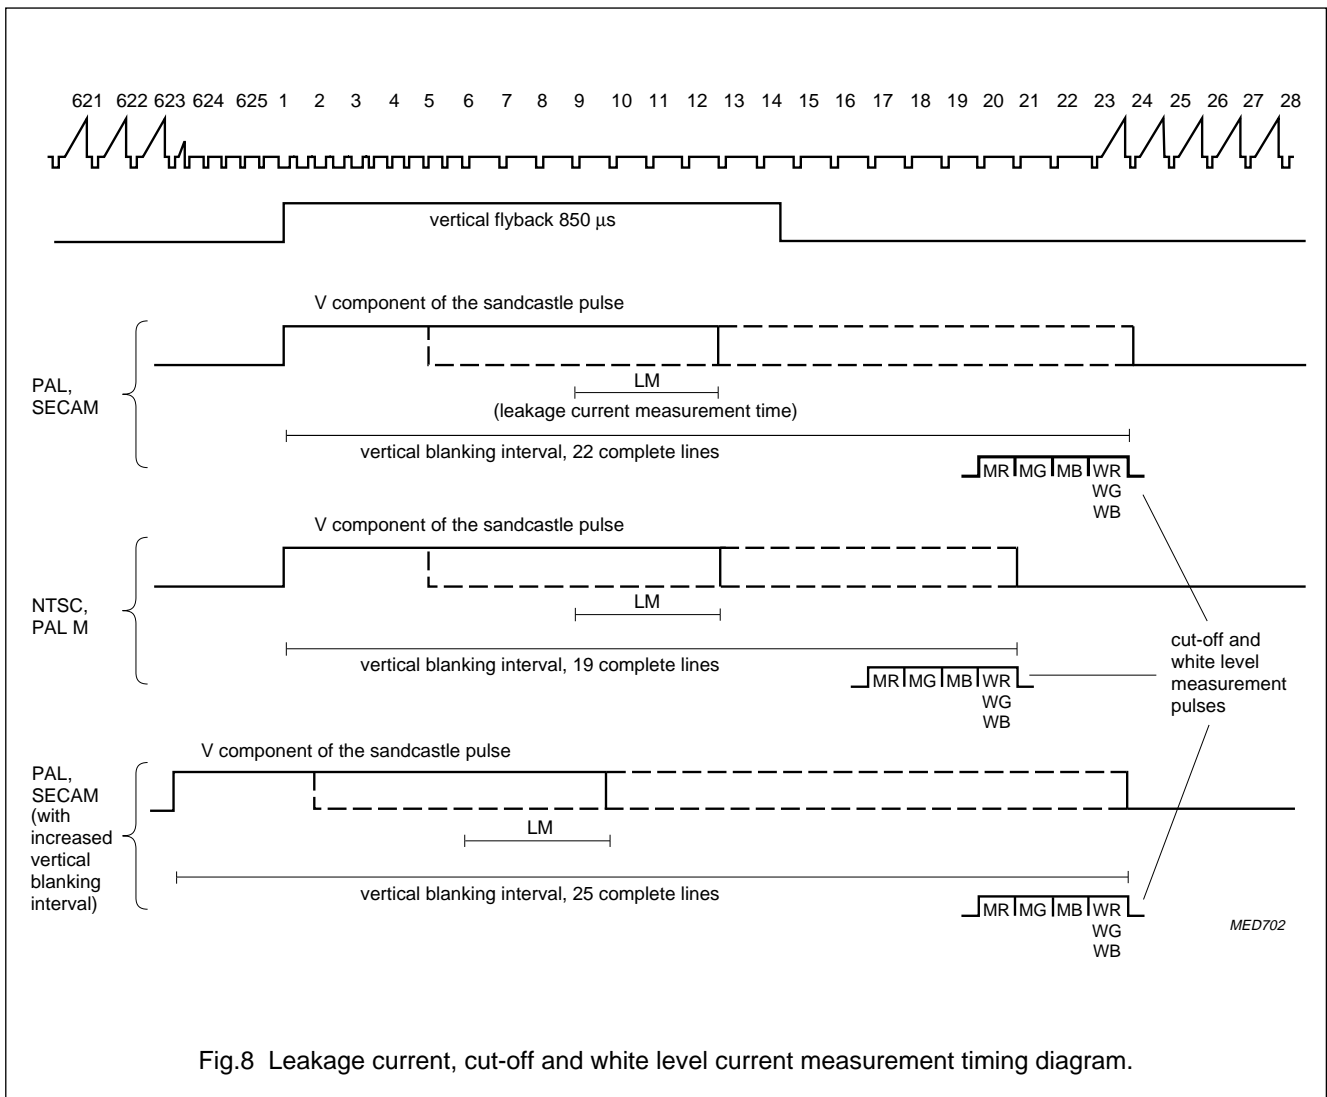 621 622 623 624 625 1 2 3 4 5 6 7 8 9 10 11 12 13 14 15 16 17 18 19 20 21 22 23 24 25 26 27 28
vertical flyback 850 μs
V component of the sandcastle pulse
PAL,
SECAM
LM
(leakage current measurement time)
vertical blanking interval, 22 complete lines
MR MG MB WR
WG
WB
V component of the sandcastle pulse
NTSC,
PAL M
LM
vertical blanking interval, 19 complete lines
MR MG MB WR
WG
WB
cut-off and
white level
measurement
pulses
V component of the sandcastle pulse
PAL,
SECAM
(with
increased
vertical
blanking
interval)
LM
vertical blanking interval, 25 complete lines
MR MG MB WR
WG
WB
MED702
Fig.8 Leakage current, cut-off and white level current measurement timing diagram.